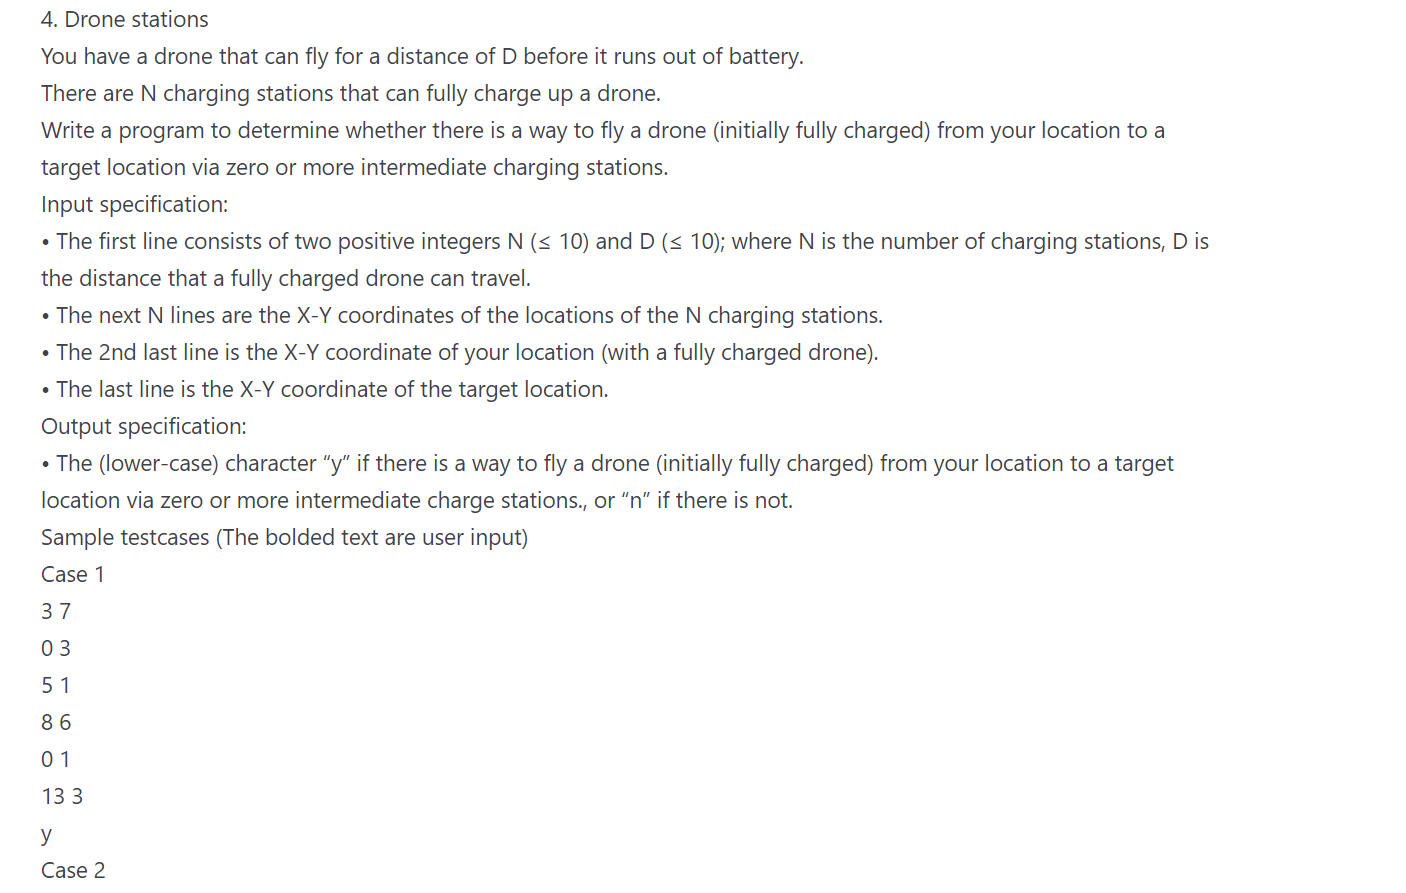 4. Drone stations
You have a drone that can fly for a distance of D before it runs out of battery.
There are N charging stations that can fully charge up a drone.
Write a program to determine whether there is a way to fly a drone (initially fully charged) from your location to a
target location via zero or more intermediate charging stations.
Input specification:
• The first line consists of two positive integers N (≤ 10) and D (≤ 10); where N is the number of charging stations, D is
the distance that a fully charged drone can travel.
• The next N lines are the X-Y coordinates of the locations of the N charging stations.
• The 2nd last line is the X-Y coordinate of your location (with a fully charged drone).
• The last line is the X-Y coordinate of the target location.
Output specification:
• The (lower-case) character “y” if there is a way to fly a drone (initially fully charged) from your location to a target
location via zero or more intermediate charge stations., or “n” if there is not.
Sample testcases (The bolded text are user input)
Case 1
3 7
0 3
5 1
8 6
0 1
13 3
y
Case 2